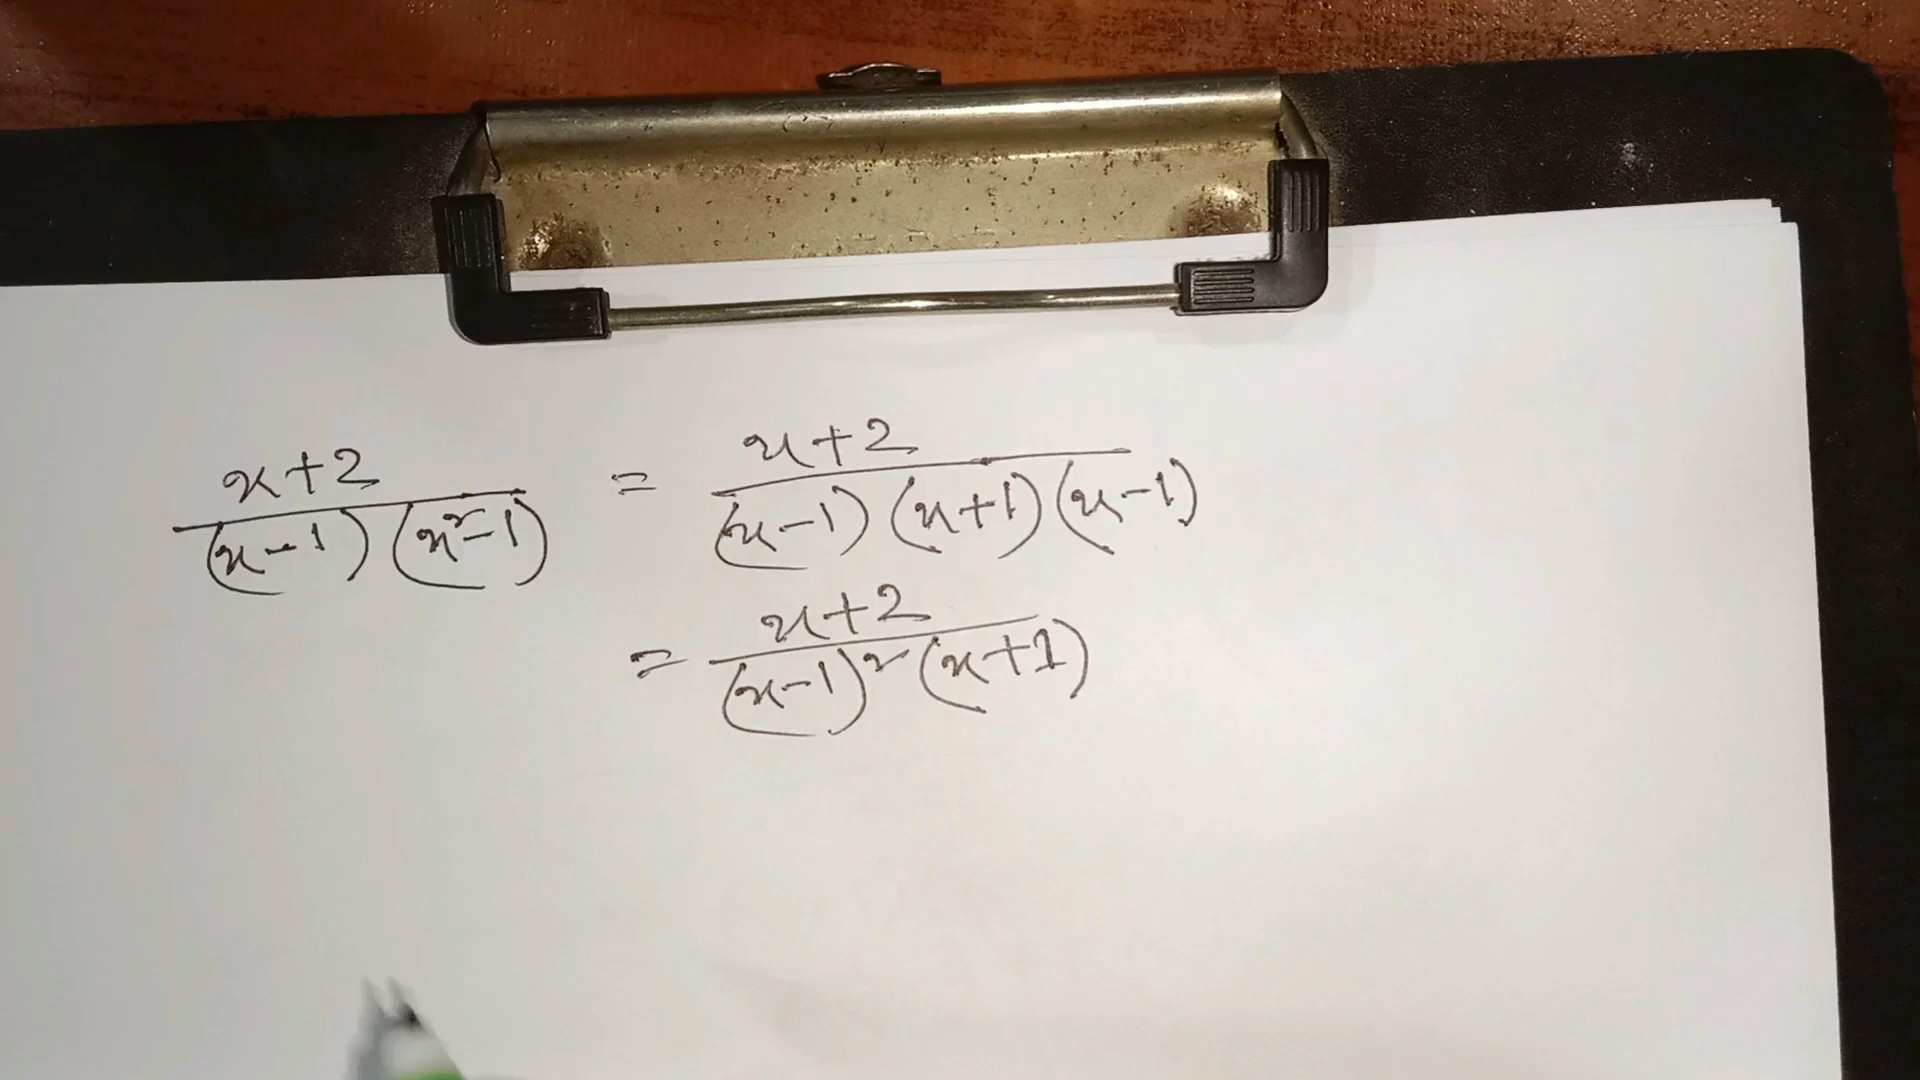 (x+2)/((x-1)(x²-1)) = (x+2)/((x-1)(x+1)(x-1))
= (x+2)/((x-1)²(x+1))